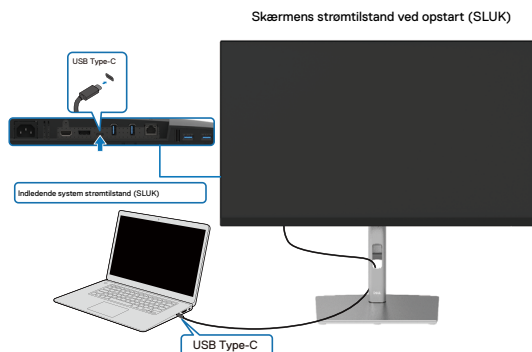 Skærmens strømtilstand ved opstart (SLUK)
USB Type-C
Indledende system strømtilstand (SLUK)
USB Type-C